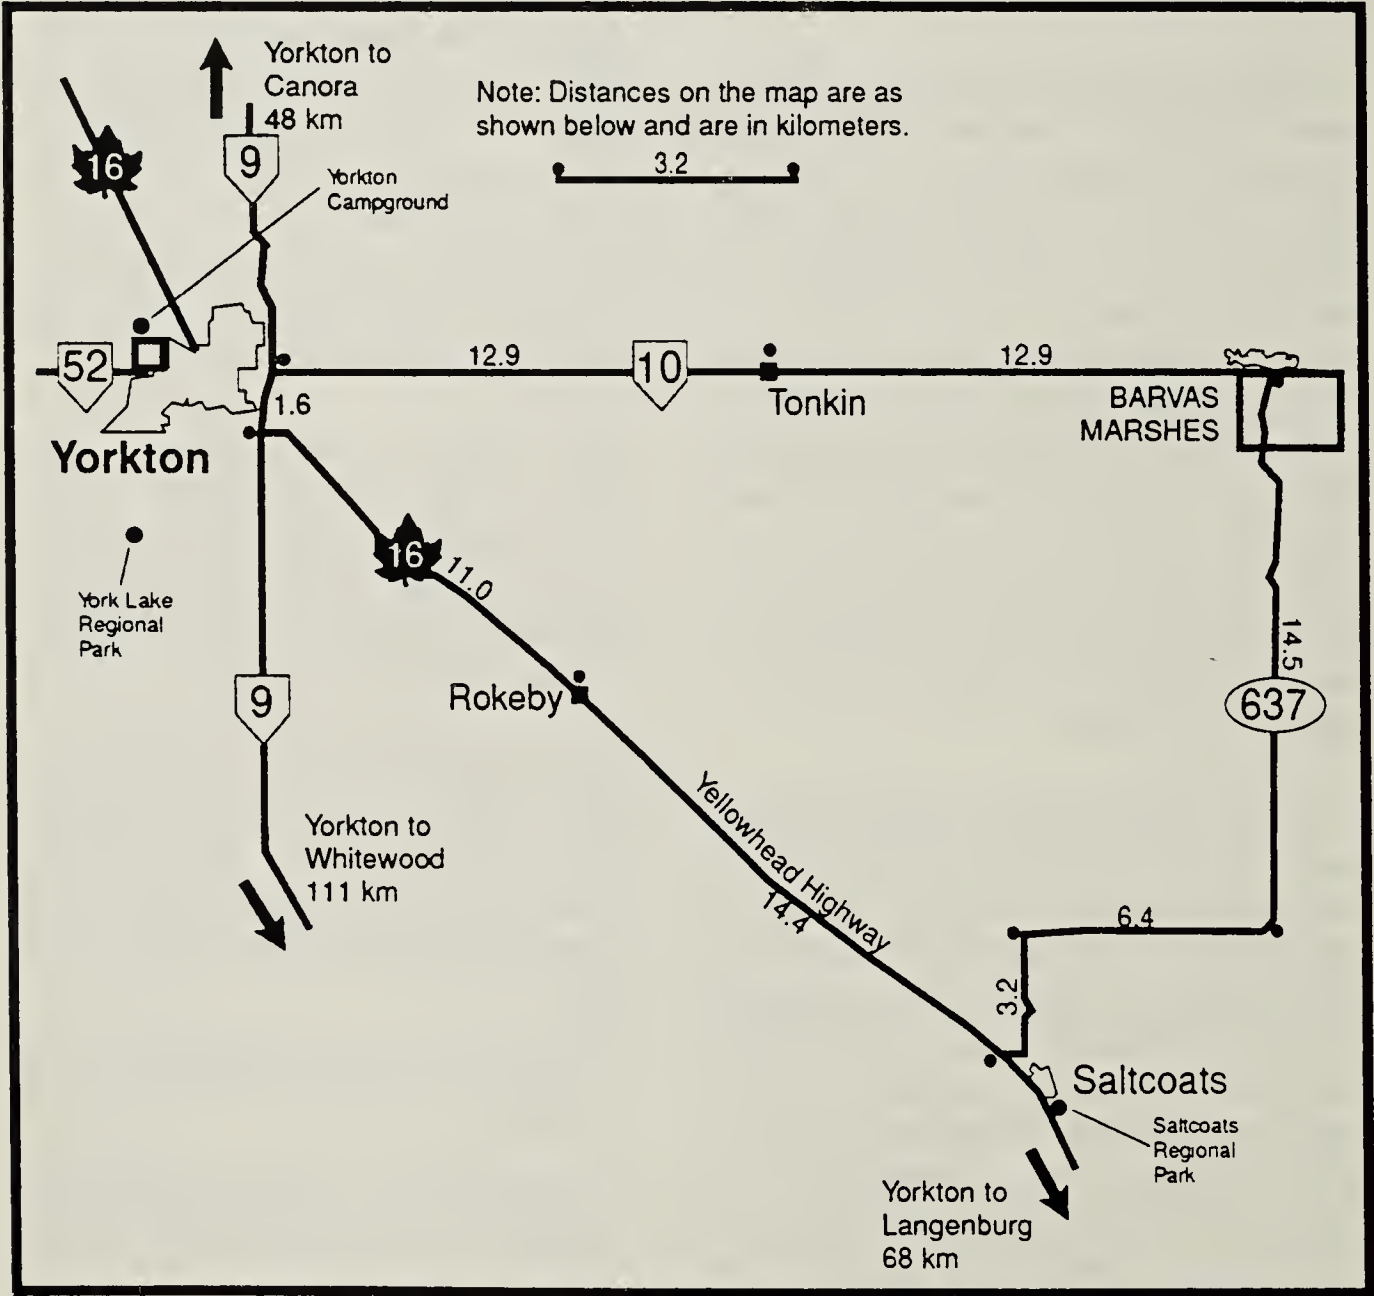 Yorkton to
Canora
48 km
Note: Distances on the map are as
shown below and are in kilometers.
3.2
16
9
Yorkton
Campground
52
12.9
10
12.9
Tonkin
BARVAS
MARSHES
1.6
Yorkton
16
11.0
York Lake
Regional
Park
14.5
637
Rokeby
9
Yellowhead Highway
14.4
Yorkton to
Whitewood
111 km
6.4
3.2
Saltcoats
Saltcoats
Regional
Park
Yorkton to
Langenburg
68 km